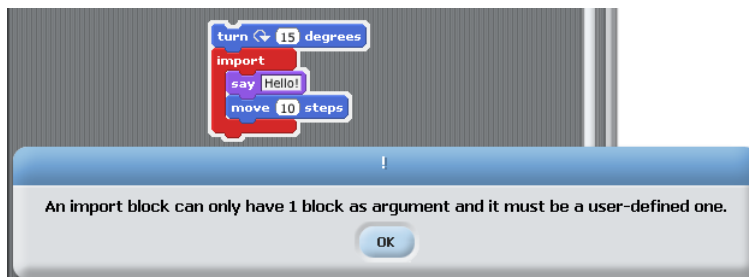 turn 15 degrees
import
say Hello!
move 10 steps
!
An import block can only have 1 block as argument and it must be a user-defined one.
OK